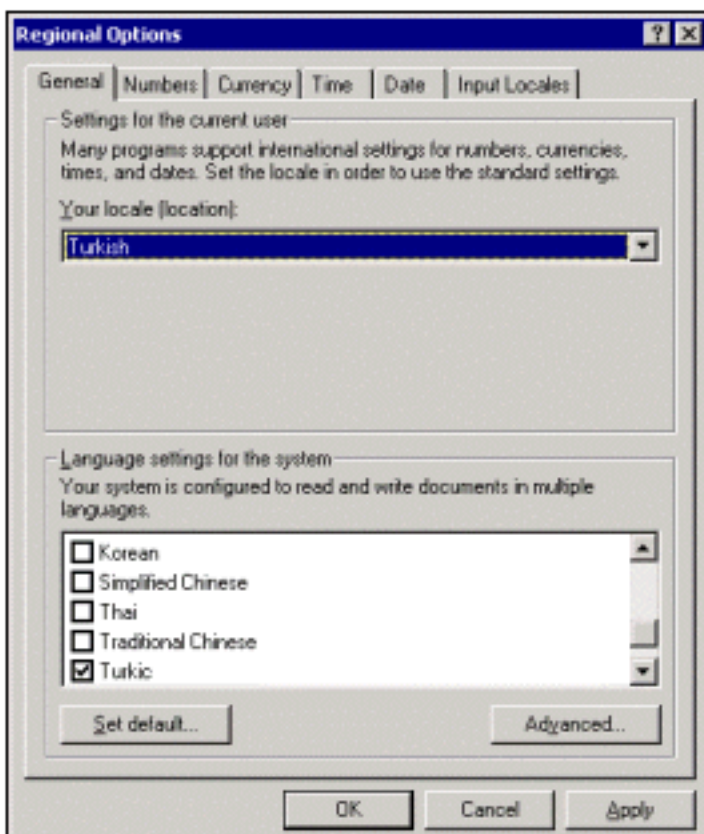 Regional Options
General Numbers Currency Time Date Input Locales
Settings for the current user
Many programs support international settings for numbers, currencies,
times, and dates. Set the locale in order to use the standard settings.
Your locale (location):
Turkish
Language settings for the system
Your system is configured to read and write documents in multiple
languages.
Korean
Simplified Chinese
Thai
Traditional Chinese
Turkic
Set default... Advanced...
OK Cancel Apply